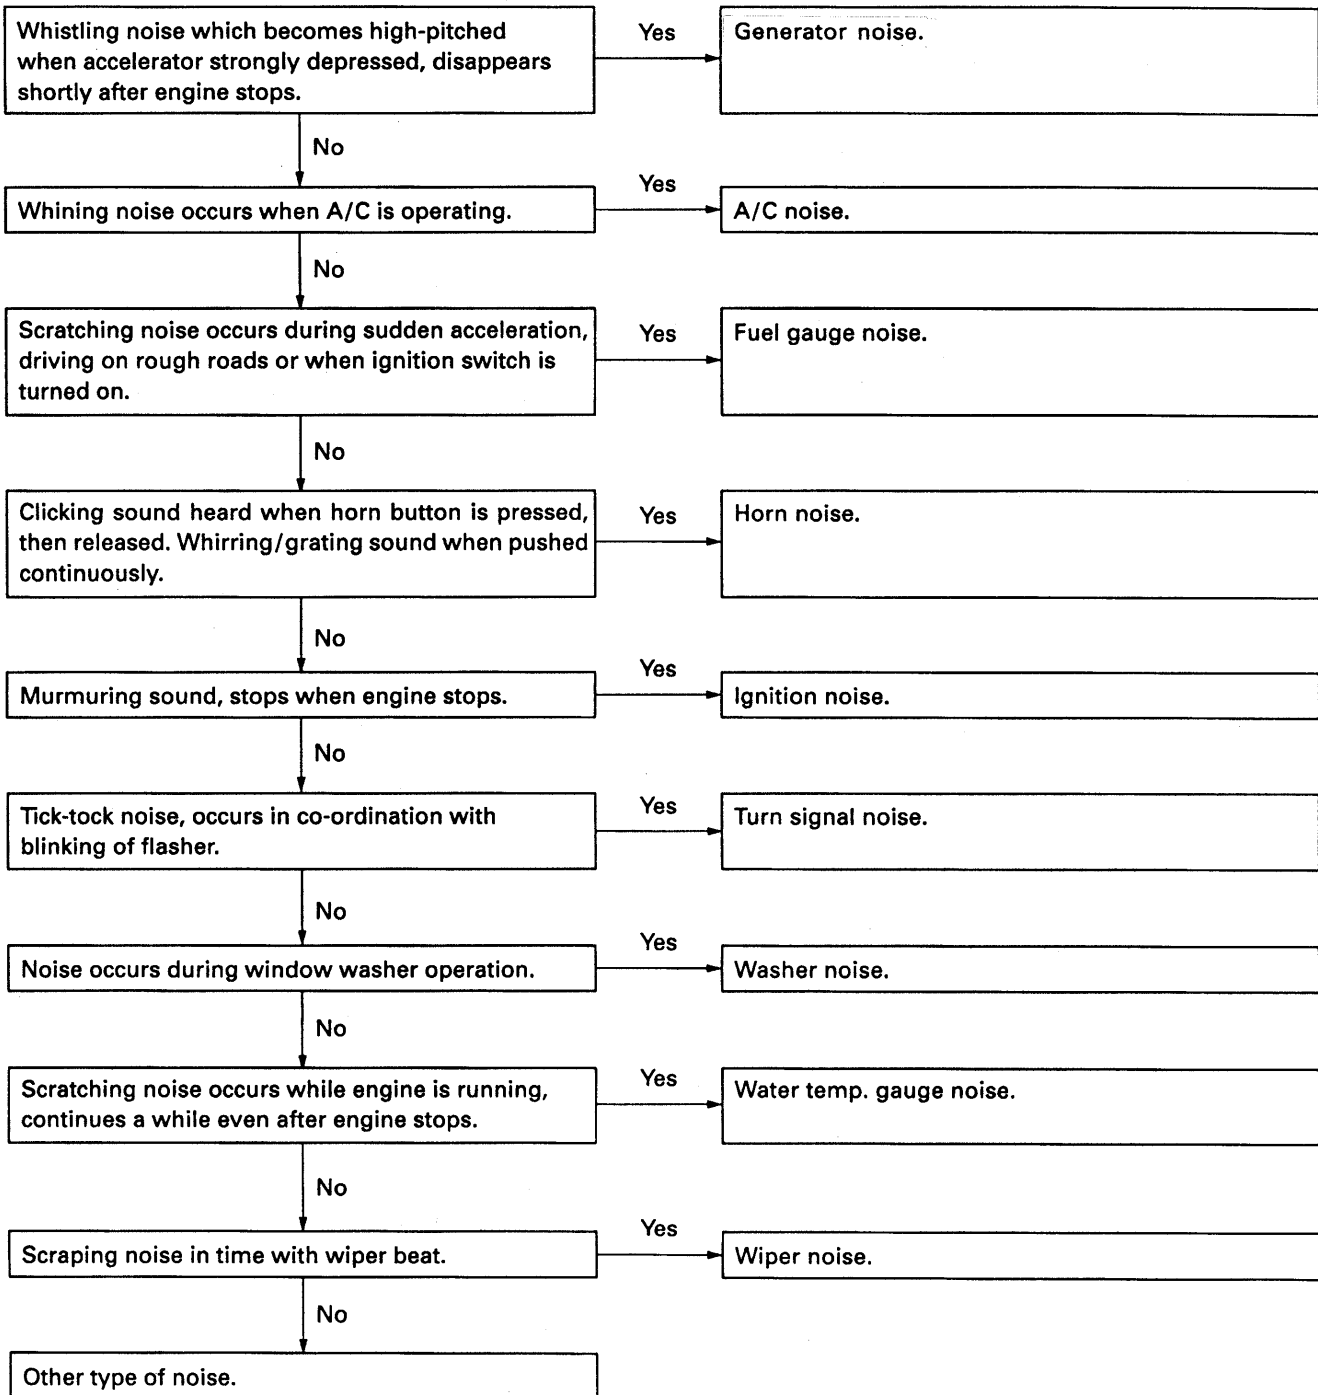 Whistling noise which becomes high-pitched
when accelerator strongly depressed, disappears
shortly after engine stops.
Yes
Generator noise.
No
Whining noise occurs when A/C is operating.
Yes
A/C noise.
No
Scratching noise occurs during sudden acceleration,
driving on rough roads or when ignition switch is
turned on.
Yes
Fuel gauge noise.
No
Clicking sound heard when horn button is pressed,
then released. Whirring/grating sound when pushed
continuously.
Yes
Horn noise.
No
Murmuring sound, stops when engine stops.
Yes
Ignition noise.
No
Tick-tock noise, occurs in co-ordination with
blinking of flasher.
Yes
Turn signal noise.
No
Noise occurs during window washer operation.
Yes
Washer noise.
No
Scratching noise occurs while engine is running,
continues a while even after engine stops.
Yes
Water temp. gauge noise.
No
Scraping noise in time with wiper beat.
Yes
Wiper noise.
No
Other type of noise.